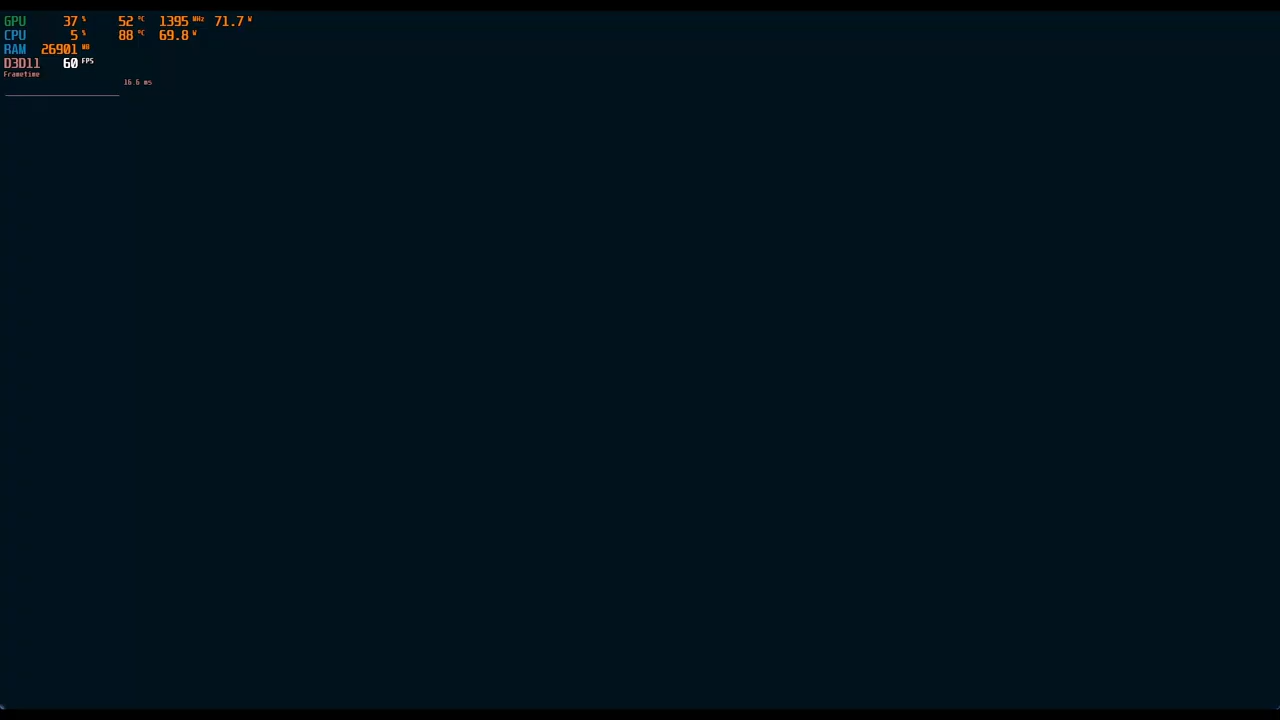 GPU 37 % 52 °C 1395 MHz 71.7 W
CPU 5 % 88 °C 69.8 W
RAM 26901 MB
D3D11 60 FPS
Frametime
16.6 ms